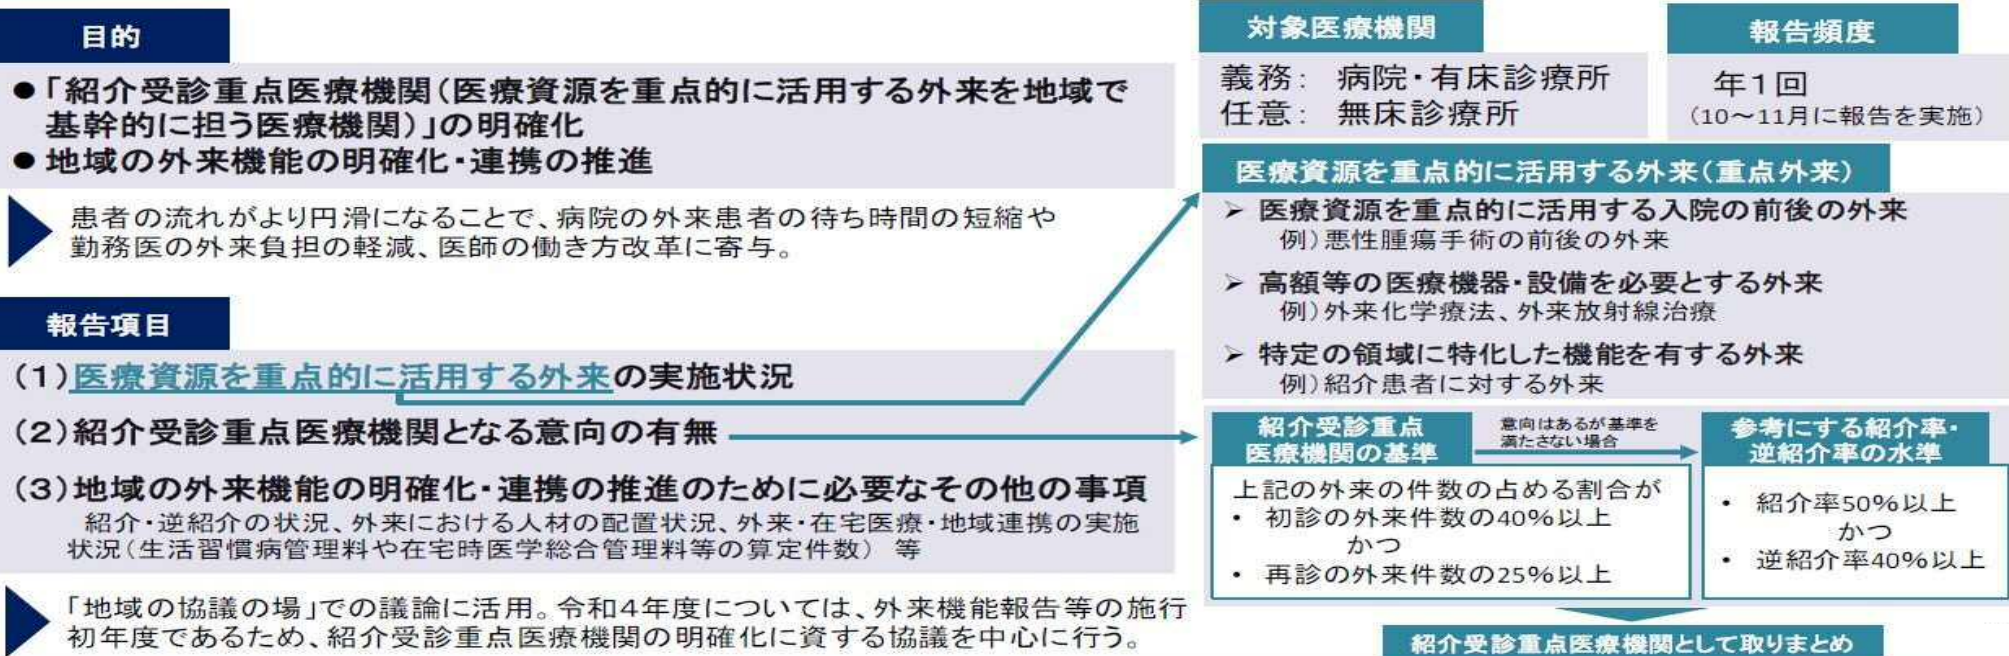 目的
●「紹介受診重点医療機関(医療資源を重点的に活用する外来を地域で
基幹的に担う医療機関)」の明確化
●地域の外来機能の明確化・連携の推進
患者の流れがより円滑になることで、病院の外来患者の待ち時間の短縮や
勤務医の外来負担の軽減、医師の働き方改革に寄与。
報告項目
(1)医療資源を重点的に活用する外来の実施状況
(2)紹介受診重点医療機関となる意向の有無
(3)地域の外来機能の明確化・連携の推進のために必要なその他の事項
紹介・逆紹介の状況、外来における人材の配置状況、外来・在宅医療・地域連携の実施
状況(生活習慣病管理料や在宅時医学総合管理料等の算定件数) 等
「地域の協議の場」での議論に活用。令和4年度については、外来機能報告等の施行
初年度であるため、紹介受診重点医療機関の明確化に資する協議を中心に行う。
対象医療機関
義務: 病院・有床診療所
任意: 無床診療所
報告頻度
年1回
(10~11月に報告を実施)
医療資源を重点的に活用する外来(重点外来)
➢ 医療資源を重点的に活用する入院の前後の外来
例)悪性腫瘍手術の前後の外来
➢ 高額等の医療機器・設備を必要とする外来
例)外来化学療法、外来放射線治療
➢ 特定の領域に特化した機能を有する外来
例)紹介患者に対する外来
紹介受診重点
医療機関の基準
上記の外来の件数の占める割合が
• 初診の外来件数の40%以上
かつ
• 再診の外来件数の25%以上
意向はあるが基準を
満たさない場合
参考にする紹介率・
逆紹介率の水準
• 紹介率50%以上
かつ
• 逆紹介率40%以上
紹介受診重点医療機関として取りまとめ